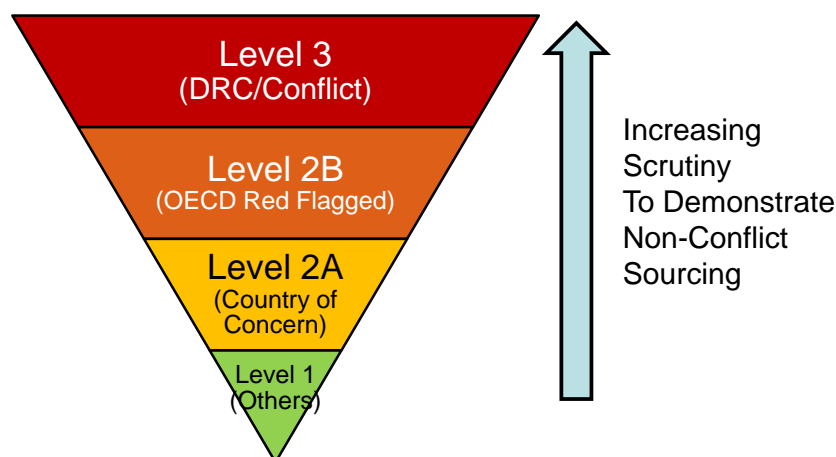 Level 3
(DRC/Conflict)
Level 2B
(OECD Red Flagged)
Level 2A
(Country of
Concern)
Level 1
(Others)
Increasing
Scrutiny
To Demonstrate
Non-Conflict
Sourcing